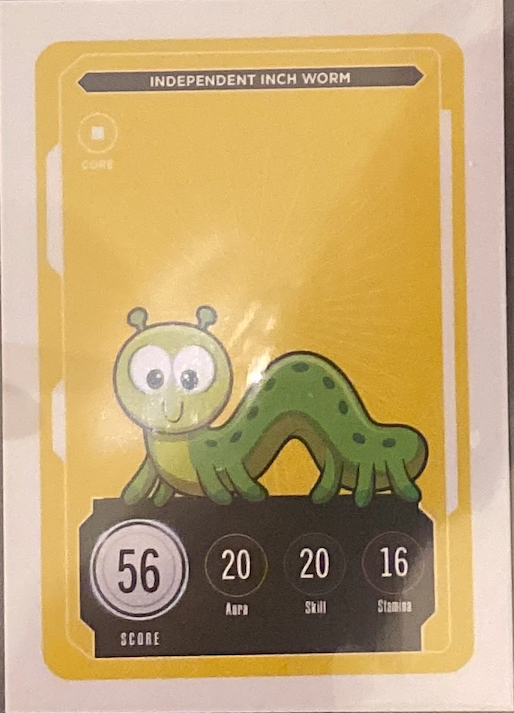 INDEPENDENT INCH WORM
CORE
56 20 20 16
Aura Skill Stamina
SCORE